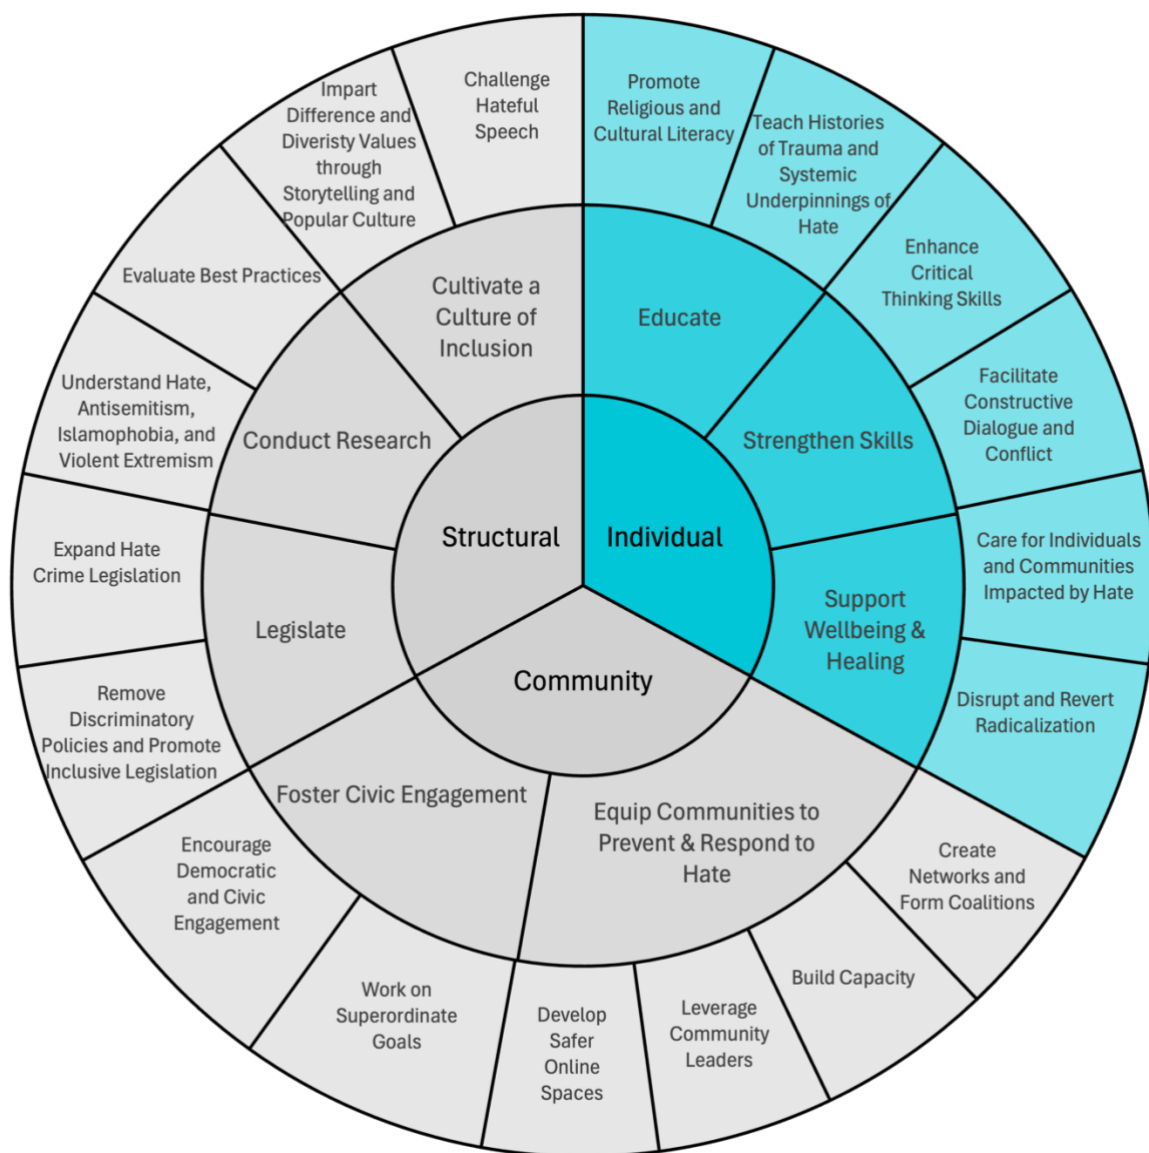 Challenge
Hateful
Speech
Impart
Difference and
Diveristy Values
through
Storytelling and
Popular Culture
Promote
Religious and
Cultural Literacy
Teach Histories
of Trauma and
Systemic
Underpinnings of
Hate
Enhance
Critical
Thinking Skills
Facilitate
Constructive
Dialogue and
Conflict
Care for Individuals
and Communities
Impacted by Hate
Disrupt and Revert
Radicalization
Create
Networks and
Form Coalitions
Build Capacity
Leverage
Community
Leaders
Develop
Safer
Online
Spaces
Work on
Superordinate
Goals
Encourage
Democratic
and Civic
Engagement
Remove
Discriminatory
Policies and Promote
Inclusive Legislation
Expand Hate
Crime Legislation
Understand Hate,
Antisemitism,
Islamophobia, and
Violent Extremism
Evaluate Best Practices
Cultivate a
Culture of
Inclusion
Educate
Strengthen Skills
Support
Wellbeing &
Healing
Equip Communities to
Prevent & Respond to
Hate
Foster Civic Engagement
Legislate
Conduct Research
Structural
Individual
Community